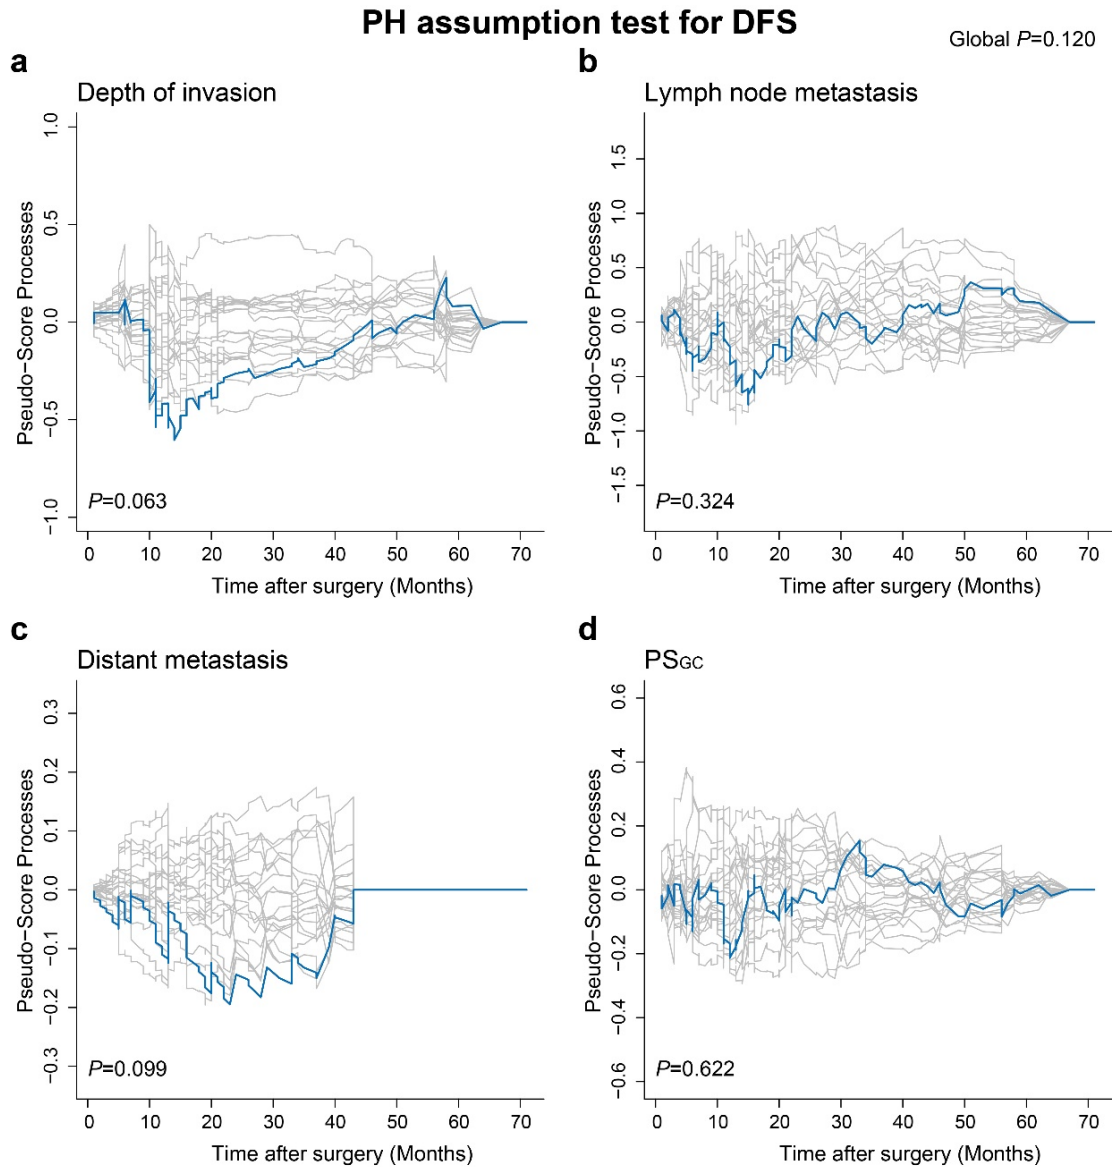 PH assumption test for DFS
Global P=0.120
a
Depth of invasion
Pseudo−Score Processes
1.0
0.5
0.0
−0.5
−1.0
P=0.063
0 10 20 30 40 50 60 70
Time after surgery (Months)
b
Lymph node metastasis
Pseudo−Score Processes
1.5
1.0
0.5
0.0
−0.5
−1.0
−1.5
P=0.324
0 10 20 30 40 50 60 70
Time after surgery (Months)
c
Distant metastasis
Pseudo−Score Processes
0.3
0.2
0.1
0.0
−0.1
−0.2
−0.3
P=0.099
0 10 20 30 40 50 60 70
Time after surgery (Months)
d
PSGC
Pseudo−Score Processes
0.6
0.4
0.2
0.0
−0.2
−0.4
−0.6
P=0.622
0 10 20 30 40 50 60 70
Time after surgery (Months)